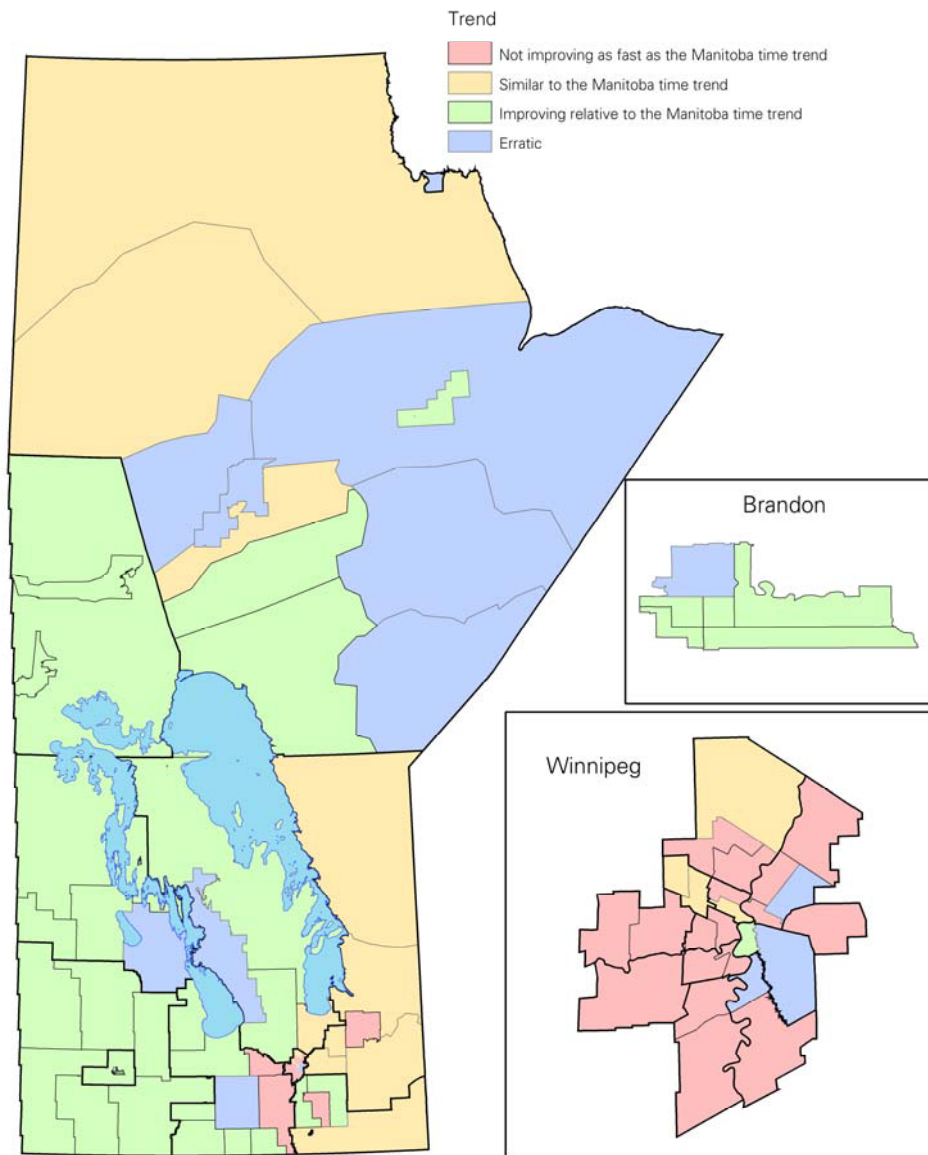 Trend
Not improving as fast as the Manitoba time trend
Similar to the Manitoba time trend
Improving relative to the Manitoba time trend
Erratic
Brandon
Winnipeg